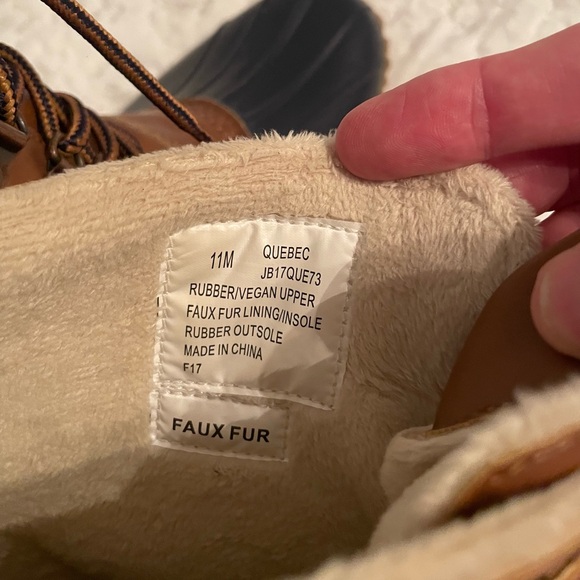 11M QUEBEC
JB17QUE73
RUBBER/VEGAN UPPER
FAUX FUR LINING/INSOLE
RUBBER OUTSOLE
MADE IN CHINA
F17
FAUX FUR